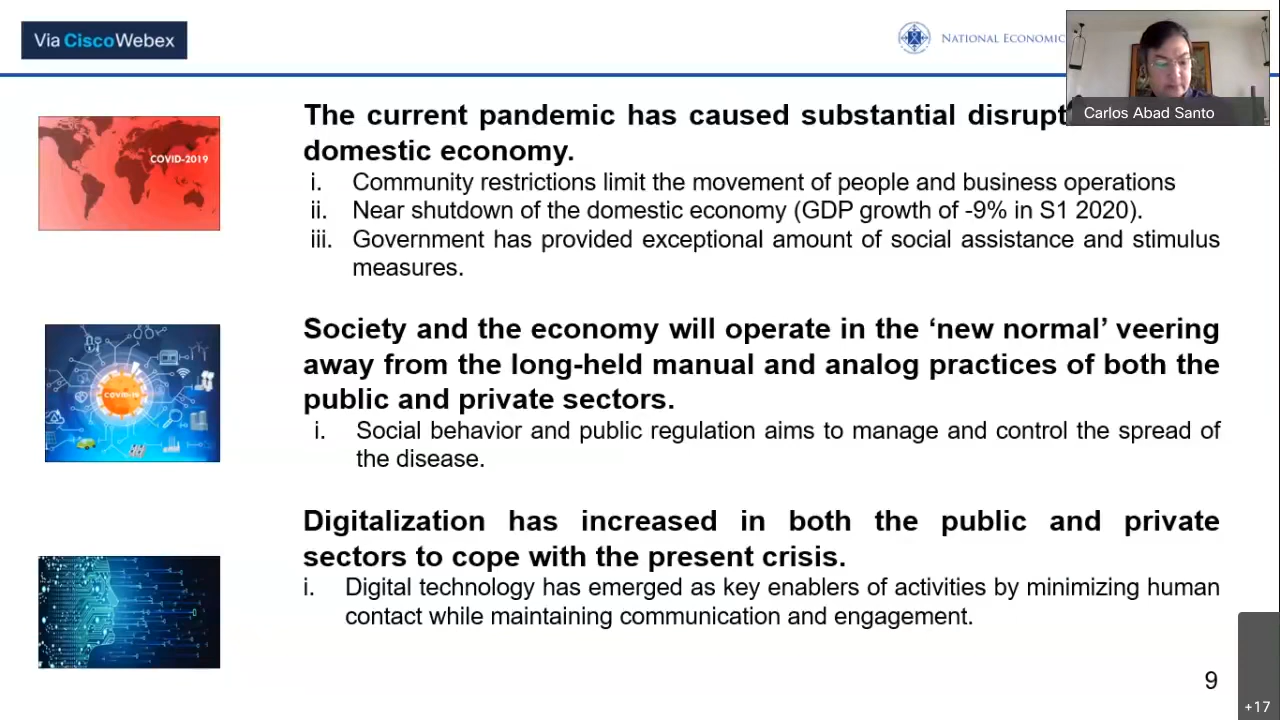 Via CiscoWebex
NATIONAL ECONOMIC
Carlos Abad Santo
COVID-2019
The current pandemic has caused substantial
domestic economy.
i. Community restrictions limit the movement of people and business operations
ii. Near shutdown of the domestic economy (GDP growth of -9% in S1 2020).
iii. Government has provided exceptional amount of social assistance and stimulus
measures.
COVID-19
Society and the economy will operate in the ‘new normal’ veering
away from the long-held manual and analog practices of both the
public and private sectors.
i. Social behavior and public regulation aims to manage and control the spread of
the disease.
Digitalization has increased in both the public and private
sectors to cope with the present crisis.
i. Digital technology has emerged as key enablers of activities by minimizing human
contact while maintaining communication and engagement.
9
+17